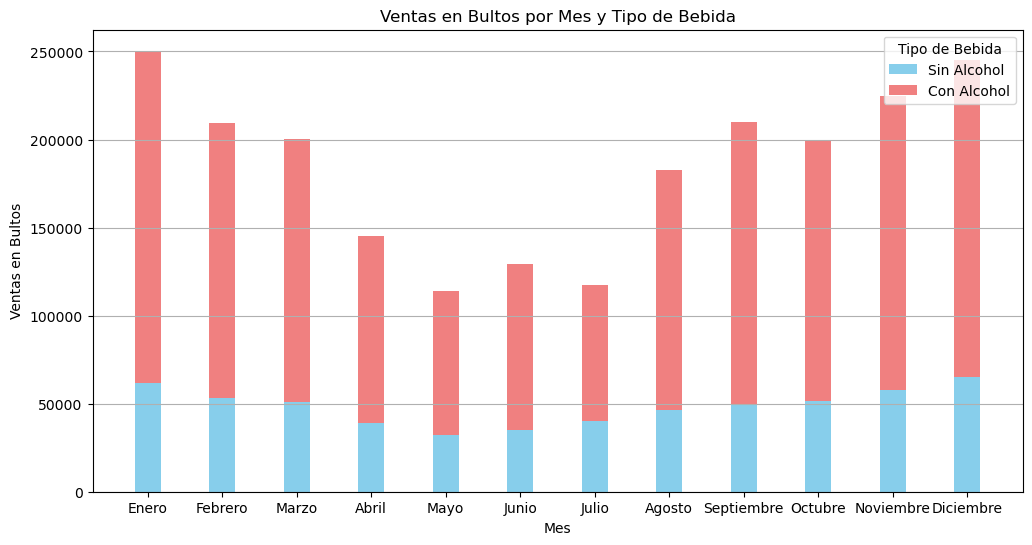 Ventas en Bultos por Mes y Tipo de Bebida
Tipo de Bebida
Sin Alcohol
Con Alcohol
Ventas en Bultos
250000
200000
150000
100000
50000
0
Enero Febrero Marzo Abril Mayo Junio Julio Agosto Septiembre Octubre Noviembre Diciembre
Mes